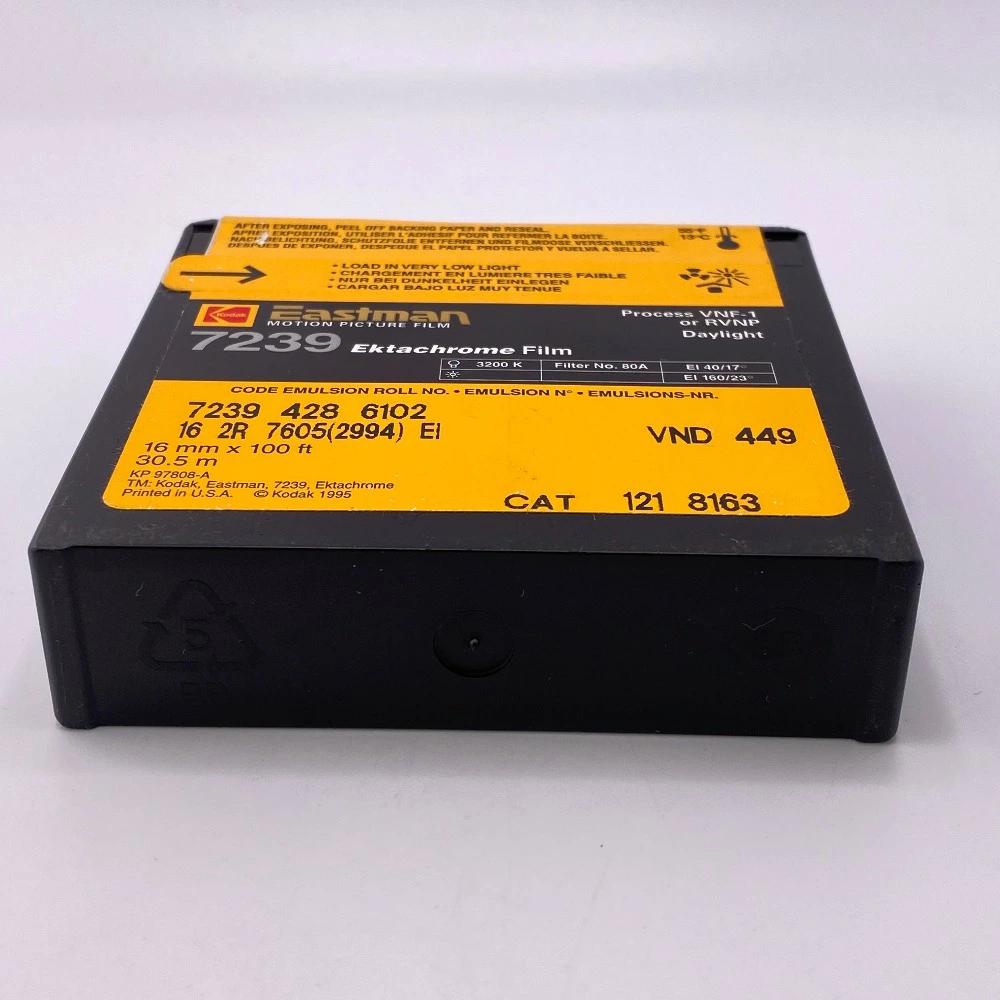 AFTER EXPOSING, PEEL OFF BACKING PAPER AND RESEAL.
APRES EXPOSITION, UTILISER L'ADHESIF POUR REFERMER LA BOITE.
NACH BELICHTUNG, SCHUTZFOLIE ENTFERNEN UND FILMDOSE VERSCHLIESSEN.
DESPUES DE EXPONER, DESPEGUE EL PAPEL PROTECTOR Y VUELVA A SELLAR.
55°F
13°C
• LOAD IN VERY LOW LIGHT
• CHARGEMENT EN LUMIERE TRES FAIBLE
• NUR BEI DUNKELHEIT EINLEGEN
• CARGAR BAJO LUZ MUY TENUE
Kodak
Eastman
MOTION PICTURE FILM
7239 Ektachrome Film
Process VNF-1
or RVNP
Daylight
3200 K Filter No. 80A EI 40/17°
EI 160/23°
CODE EMULSION ROLL NO. • EMULSION N° • EMULSIONS-NR.
7239 428 6102
16 2R 7605(2994) EI
VND 449
16 mm x 100 ft
30.5 m
KP 97808-A
TM: Kodak, Eastman, 7239, Ektachrome
Printed in U.S.A. © Kodak 1995
CAT 121 8163
5